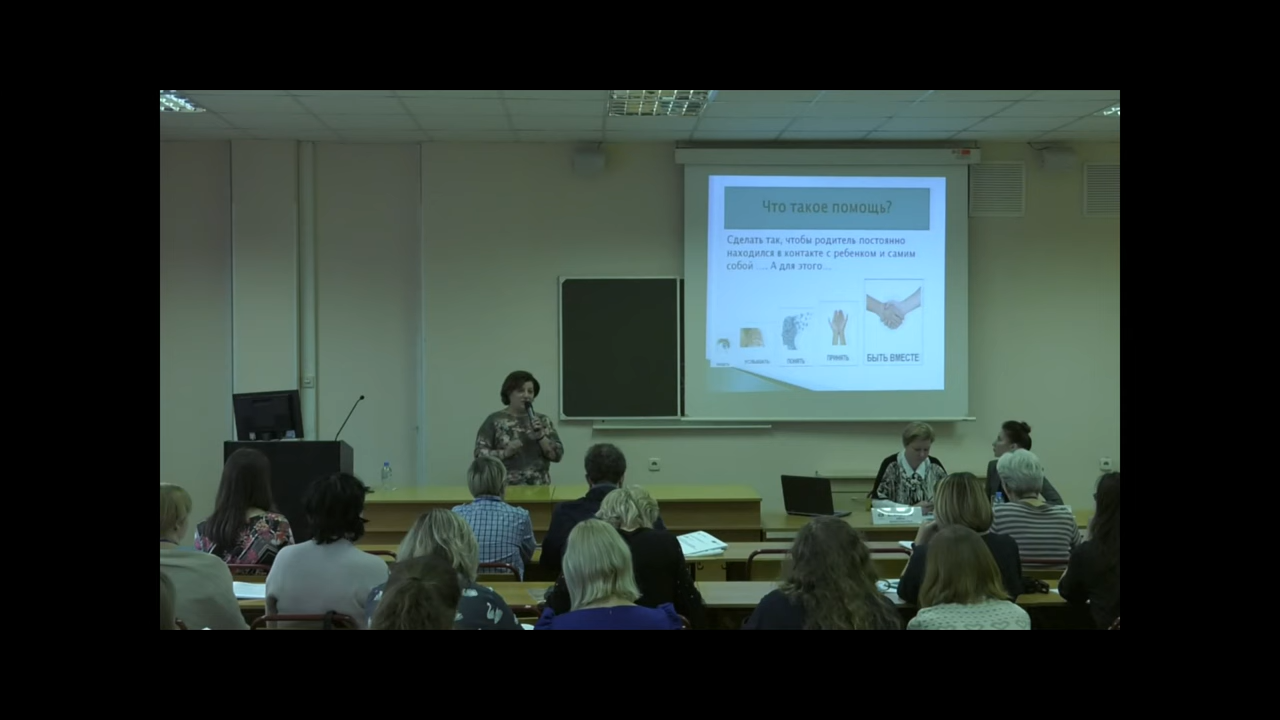 Что такое помощь?
Сделать так, чтобы родитель постоянно
находился в контакте с ребенком и самим
собой .... А для этого...
УСЛЫШАТЬ
ПОНЯТЬ
ПРИНЯТЬ
БЫТЬ ВМЕСТЕ